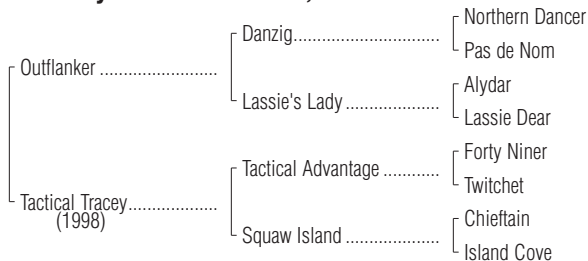 Northern Dancer
Danzig
Pas de Nom
Outflanker
Alydar
Lassie's Lady
Lassie Dear
Forty Niner
Tactical Advantage
Twitchet
Tactical Tracey
(1998)
Chieftain
Squaw Island
Island Cove